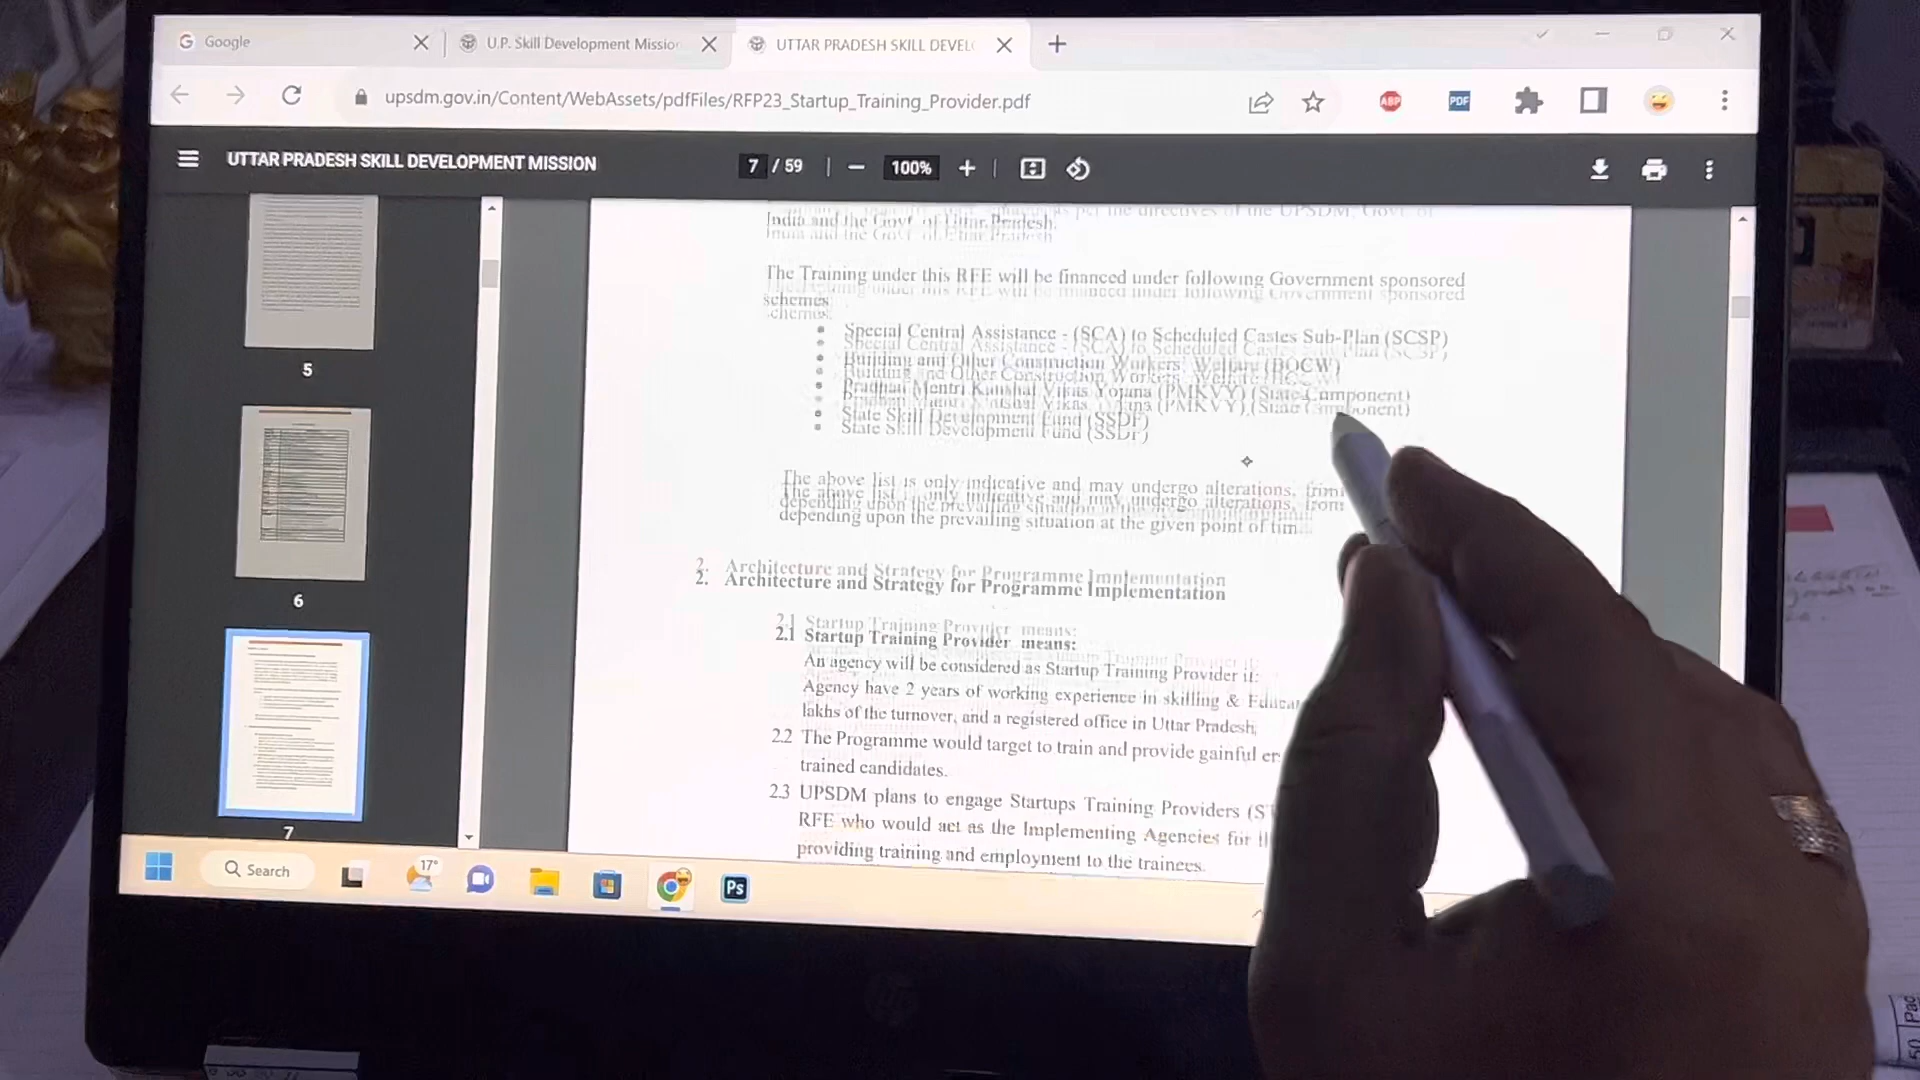 Google
U.P. Skill Development Missio
UTTAR PRADESH SKILL DEVEL
upsdm.gov.in/Content/WebAssets/pdfFiles/RFP23_Startup_Training_Provider.pdf
ABP
PDF
UTTAR PRADESH SKILL DEVELOPMENT MISSION
7 / 59
100%
5
6
7
India and the Govt. of Uttar Pradesh.
The Training under this RFE will be financed under following Government sponsored
schemes
• Special Central Assistance - (SCA) to Scheduled Castes Sub-Plan (SCSP)
• Building and Other Construction Workers' Welfare (BOCW)
• Pradhan Mentri Kaushal Vikas Yojana (PMKVY) (State Component)
• State Skill Development Fund (SSDF)
The above list is only indicative and may undergo alterations, from
depending upon the prevailing situation at the given point of tim
2. Architecture and Strategy for Programme Implementation
2.1 Startup Training Provider means:
An agency will be considered as Startup Training Provider if:
Agency have 2 years of working experience in skilling & Educa
lakhs of the turnover, and a registered office in Uttar Pradesh,
2.2 The Programme would target to train and provide gainful e
trained candidates.
2.3 UPSDM plans to engage Startups Training Providers (S
RFE who would act as the Implementing Agencies for
providing training and employment to the trainees.
Search
17°
Ps
50
Pac